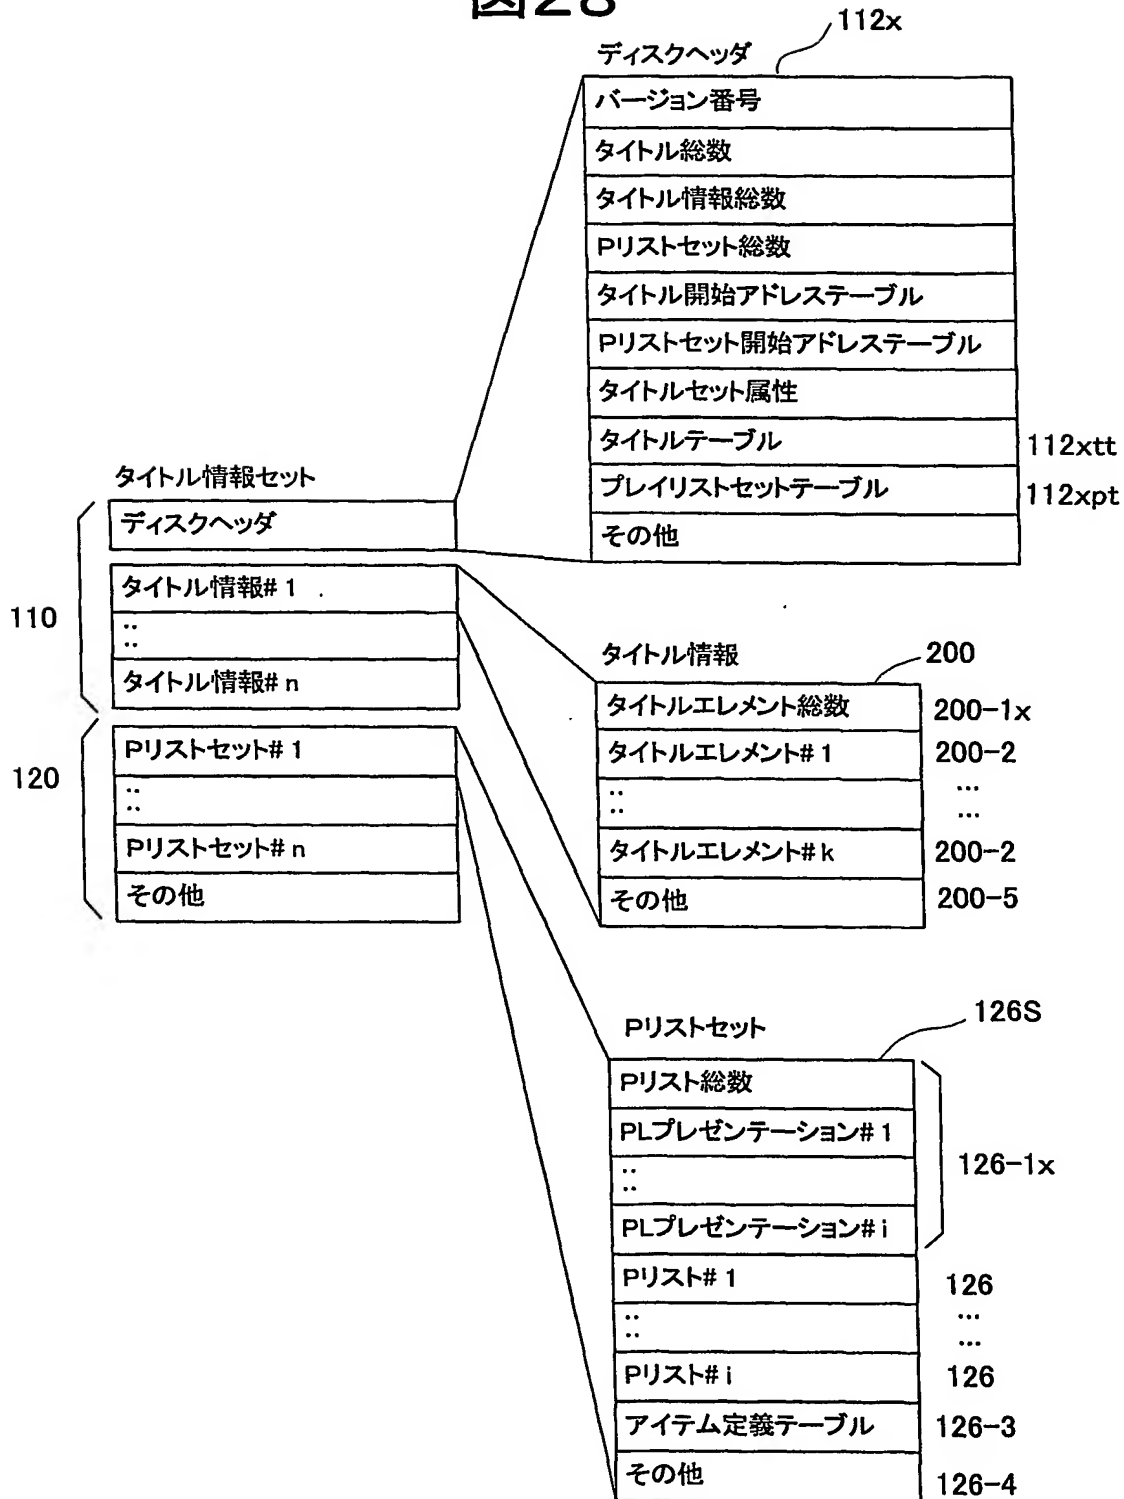 図28
112x
ディスクヘッダ
バージョン番号
タイトル総数
タイトル情報総数
Pリストセット総数
タイトル開始アドレステーブル
Pリストセット開始アドレステーブル
タイトルセット属性
タイトルテーブル 112xtt
プレイリストセットテーブル 112xpt
その他
タイトル情報セット
ディスクヘッダ
タイトル情報#1
::
タイトル情報#n
110
Pリストセット#1
::
Pリストセット#n
その他
120
タイトル情報 200
タイトルエレメント総数 200-1x
タイトルエレメント#1 200-2
:: ...
...
タイトルエレメント#k 200-2
その他 200-5
Pリストセット 126S
Pリスト総数
PLプレゼンテーション#1
::
PLプレゼンテーション#i
126-1x
Pリスト#1 126
:: ...
...
Pリスト#i 126
アイテム定義テーブル 126-3
その他 126-4